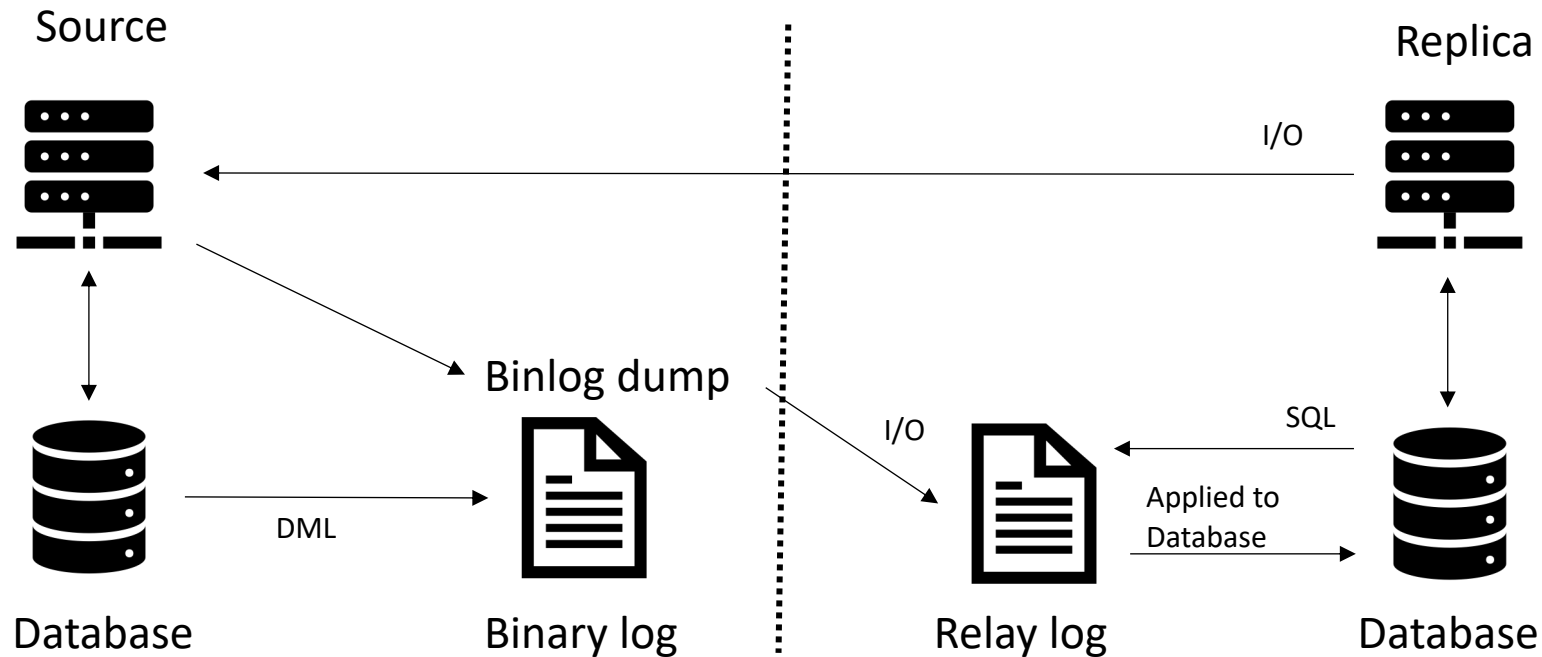 Source
Replica
I/O
Binlog dump
I/O
SQL
Applied to
Database
DML
Database
Binary log
Relay log
Database